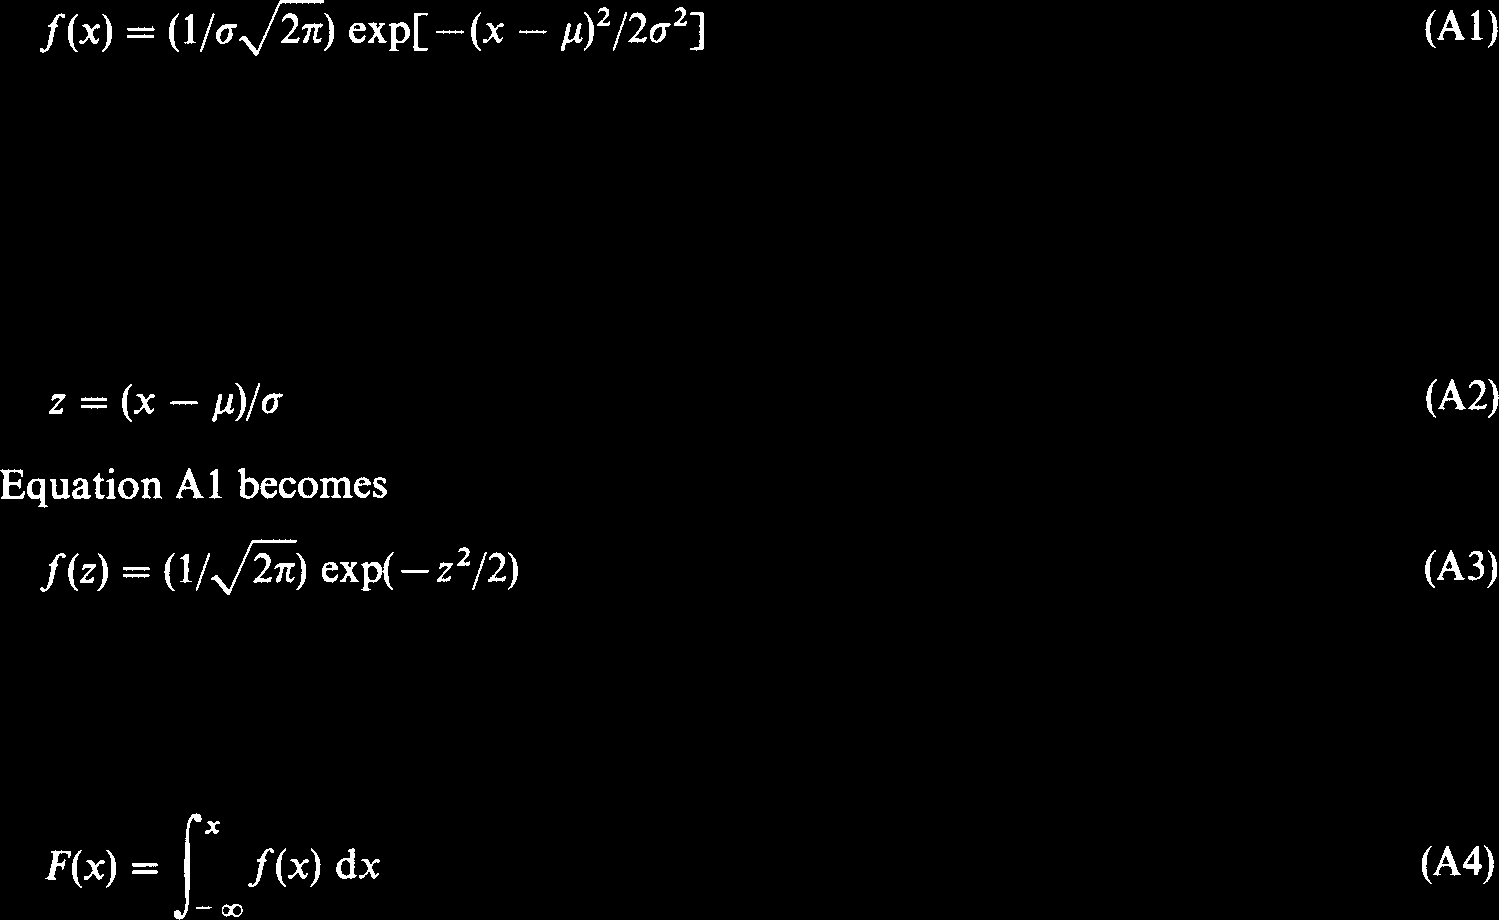 f(x) = (1/σ√2π) exp[−(x − μ)²/2σ²] (A1)
z = (x − μ)/σ (A2)
Equation A1 becomes
f(z) = (1/√2π) exp(−z²/2) (A3)
F(x) = ∫_{−∞}^{x} f(x) dx (A4)